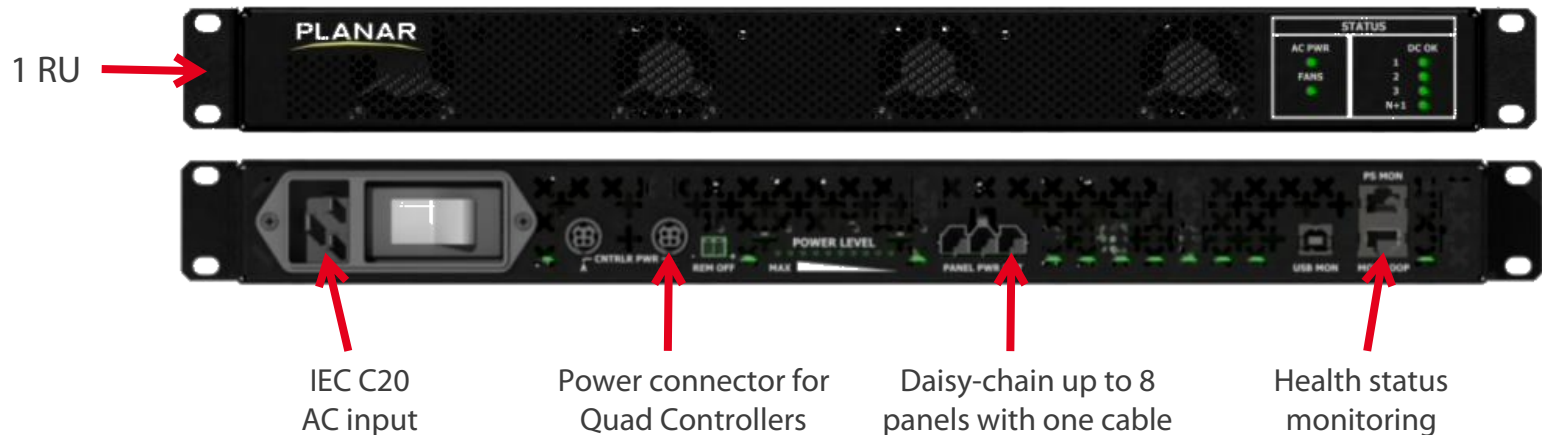 PLANAR
STATUS
AC PWR
DC OK
1
FANS
2
3
N+1
1 RU
PS MON
POWER LEVEL
CNTRLR PWR
A
REM OFF
MAX
PANEL PWR
USB MON
IEC C20
AC input
Power connector for
Quad Controllers
Daisy-chain up to 8
panels with one cable
Health status
monitoring